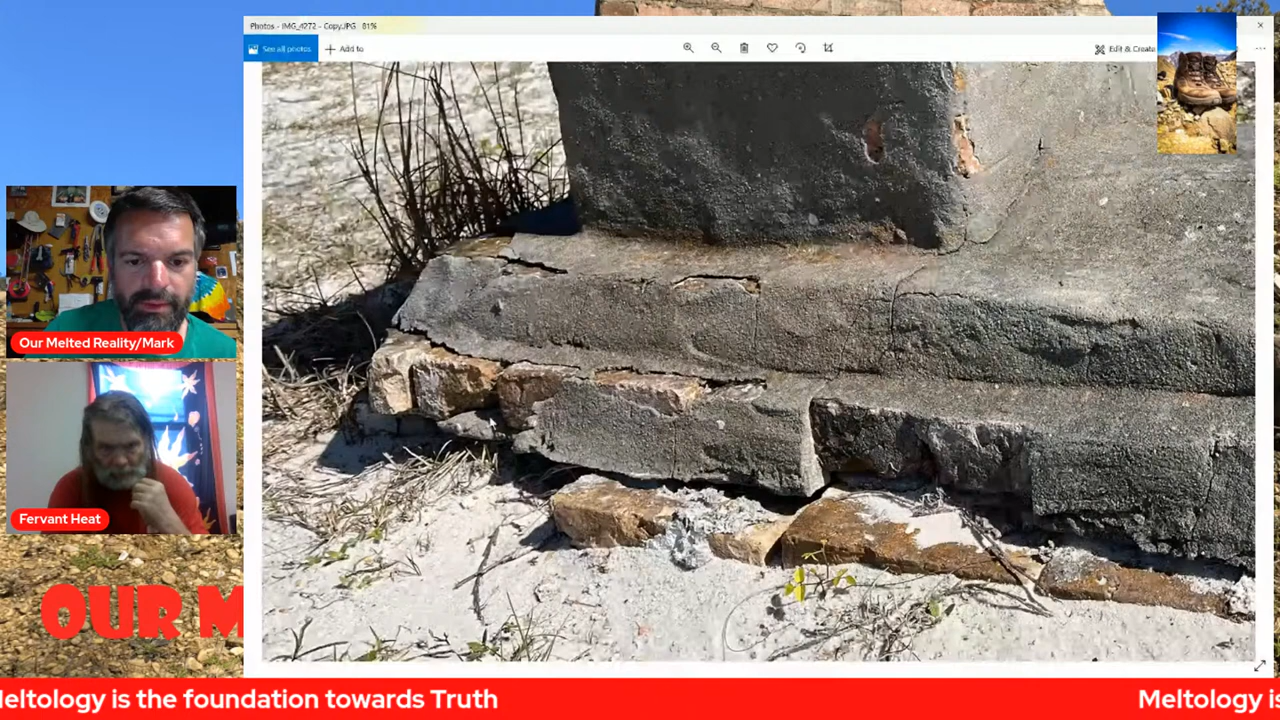 Photos - IMG_4272 - Copy.JPG 81%
See all photos
Add to
Edit & Create
Our Melted Reality/Mark
Fervant Heat
OUR M
Meltology is the foundation towards Truth
Meltology is